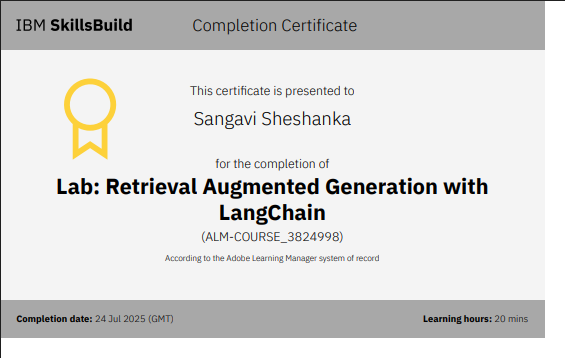 IBM SkillsBuild
Completion Certificate
This certificate is presented to
Sangavi Sheshanka
for the completion of
Lab: Retrieval Augmented Generation with
LangChain
(ALM-COURSE_3824998)
According to the Adobe Learning Manager system of record
Completion date: 24 Jul 2025 (GMT)
Learning hours: 20 mins